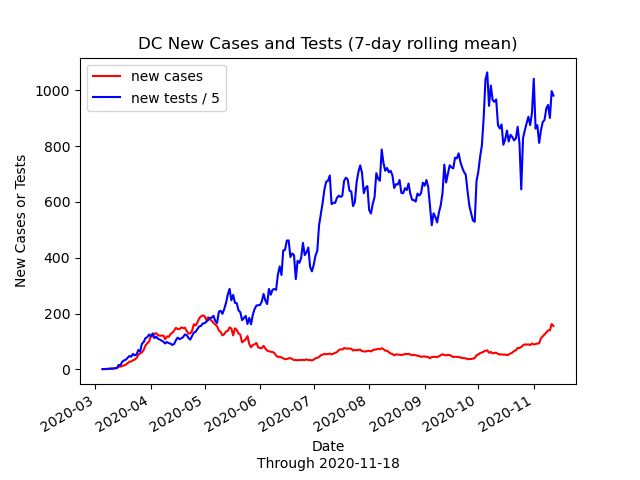 DC New Cases and Tests (7-day rolling mean)
new cases
new tests / 5
New Cases or Tests
1000
800
600
400
200
0
2020-03
2020-04
2020-05
2020-06
2020-07
2020-08
2020-09
2020-10
2020-11
Date
Through 2020-11-18